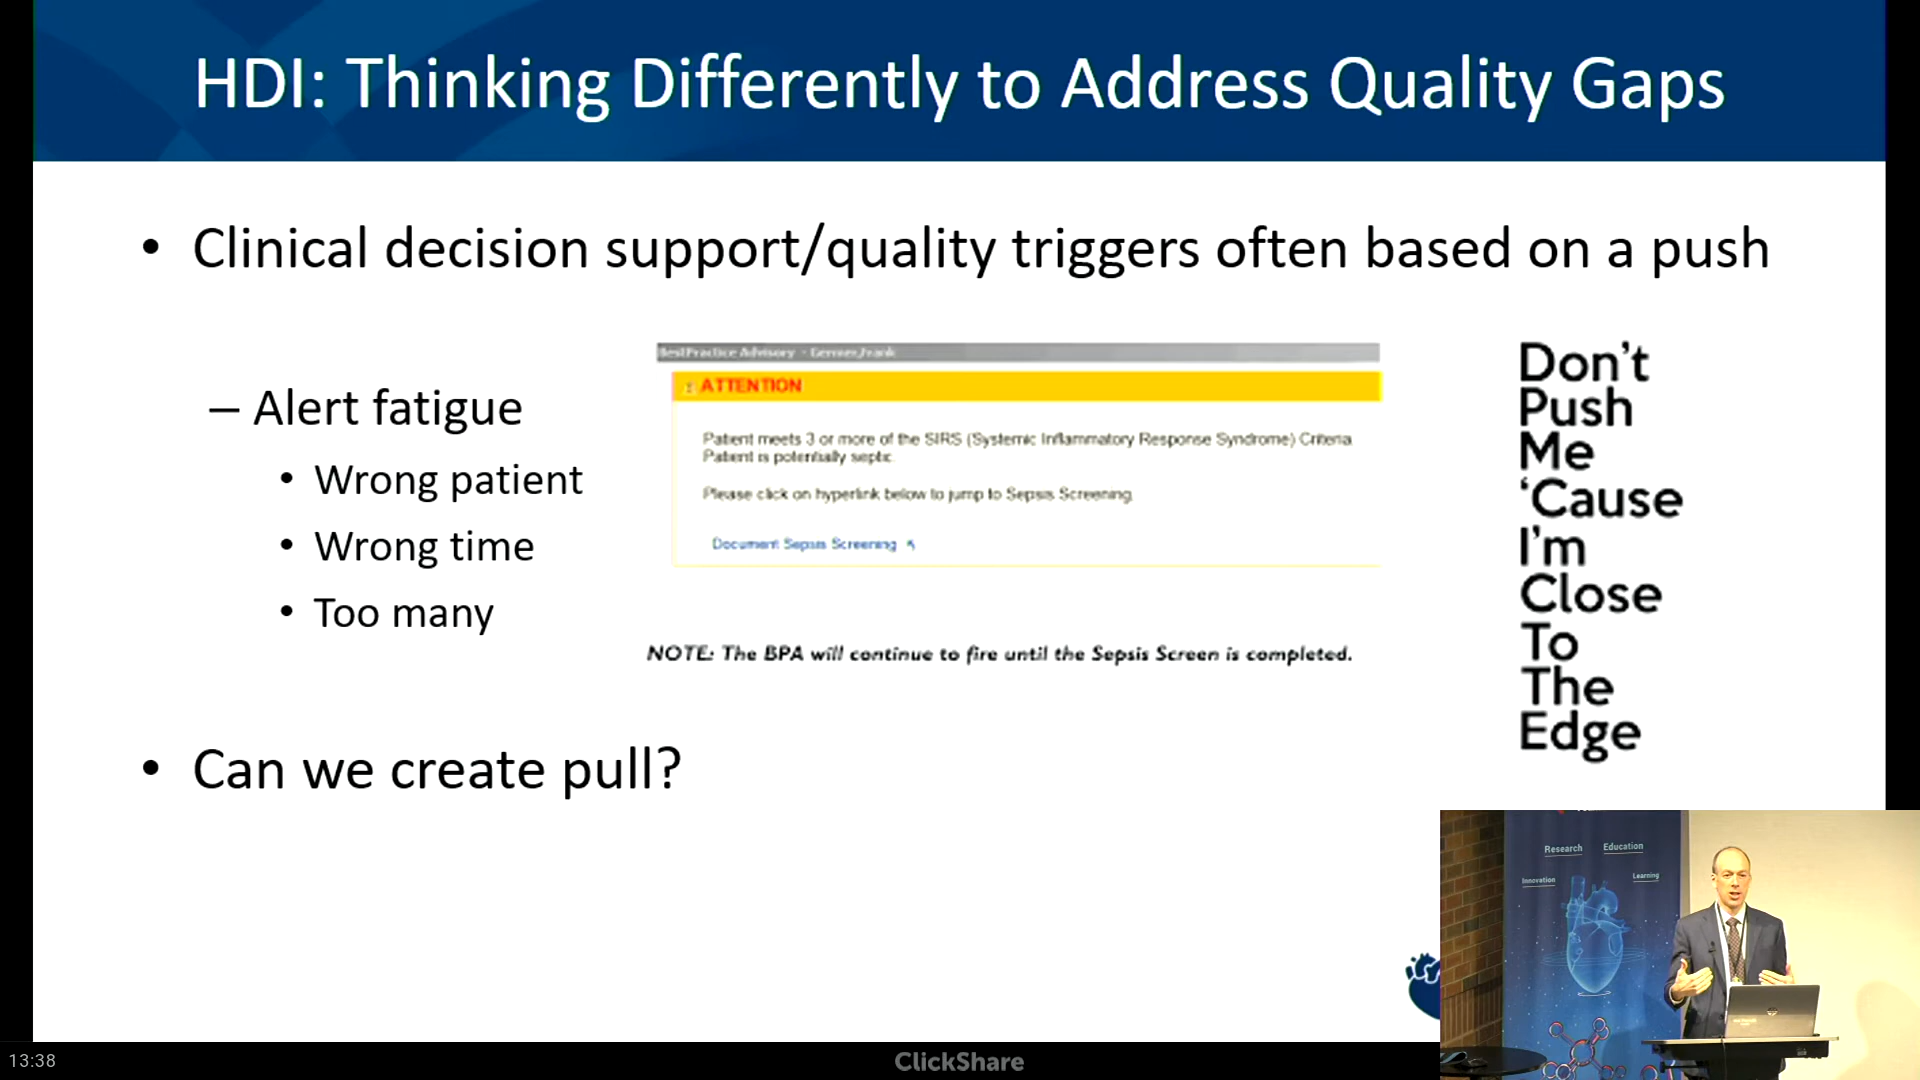 HDI: Thinking Differently to Address Quality Gaps
• Clinical decision support/quality triggers often based on a push
– Alert fatigue
• Wrong patient
• Wrong time
• Too many
BestPractice Advisory - Germer,Frank
ATTENTION
Patient meets 3 or more of the SIRS (Systemic Inflammatory Response Syndrome) Criteria
Patient is potentially septic.
Please click on hyperlink below to jump to Sepsis Screening.
Document Sepsis Screening
NOTE: The BPA will continue to fire until the Sepsis Screen is completed.
Don't
Push
Me
‘Cause
I'm
Close
To
The
Edge
• Can we create pull?
Research
Education
Innovation
Learning
13:38
ClickShare